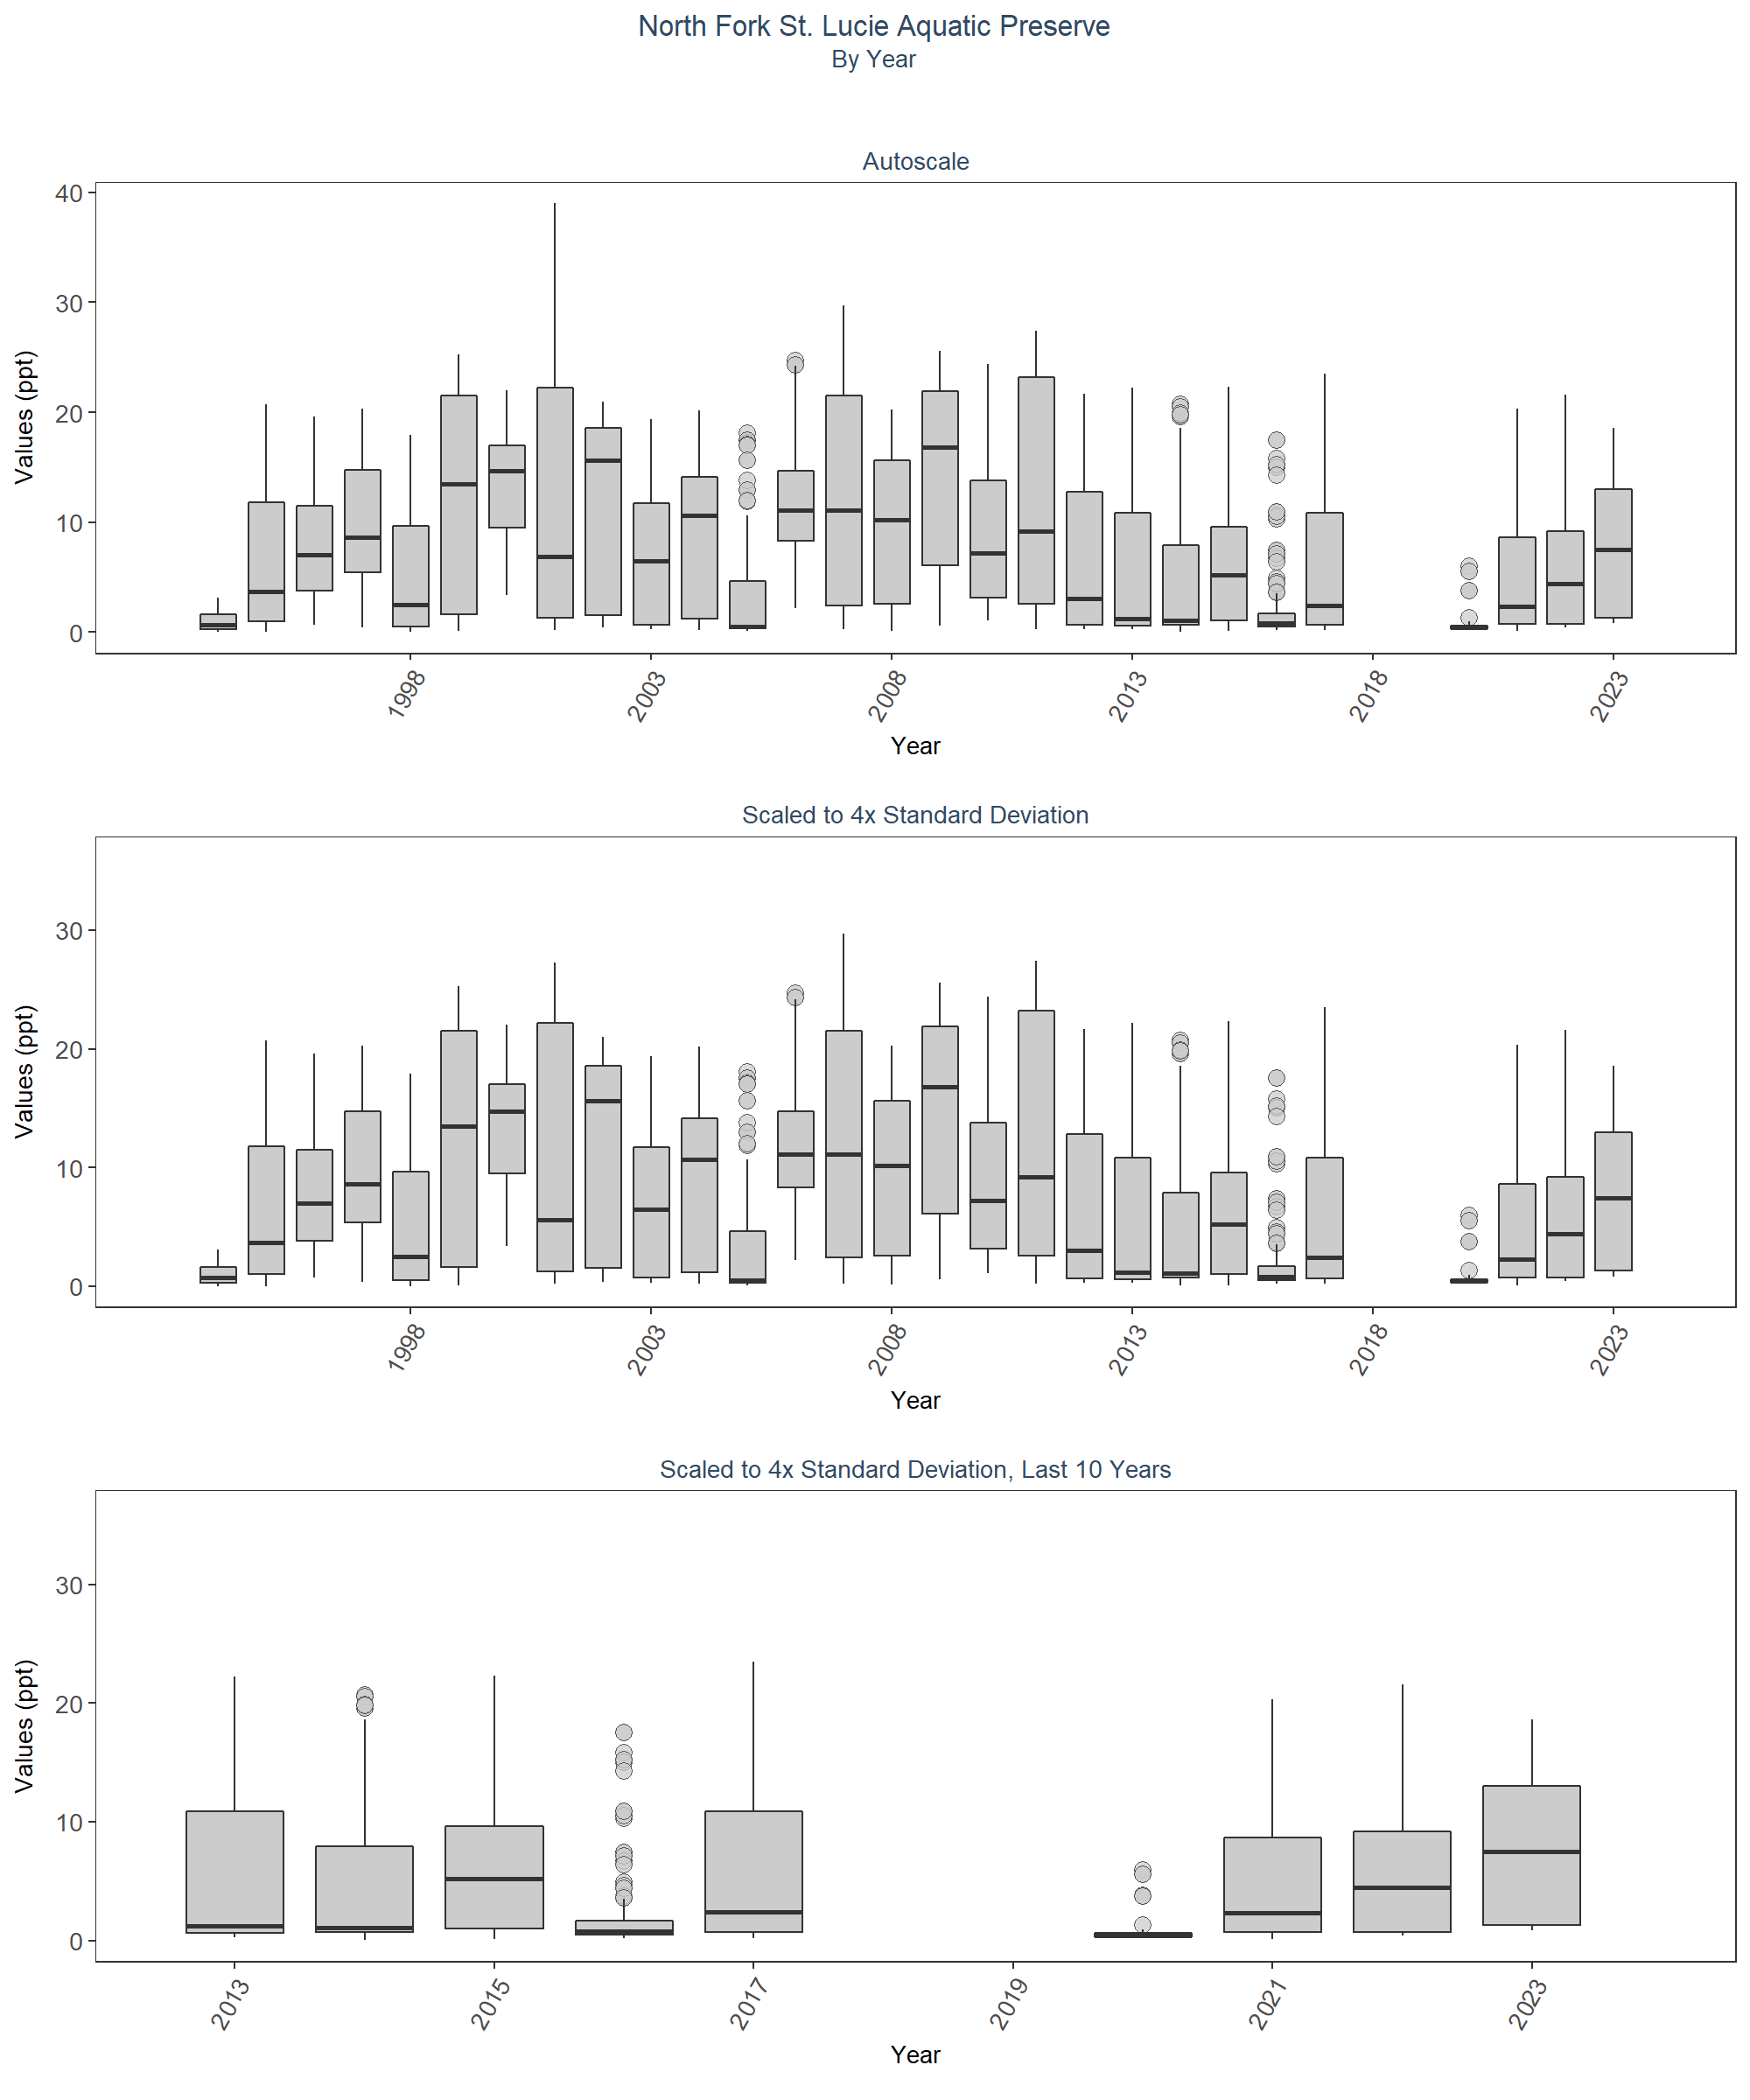 North Fork St. Lucie Aquatic Preserve
By Year
Autoscale
Values (ppt)
40
30
20
10
0
1998
2003
2008
2013
2018
2023
Year
Scaled to 4x Standard Deviation
Values (ppt)
30
20
10
0
1998
2003
2008
2013
2018
2023
Year
Scaled to 4x Standard Deviation, Last 10 Years
Values (ppt)
30
20
10
0
2013
2015
2017
2019
2021
2023
Year